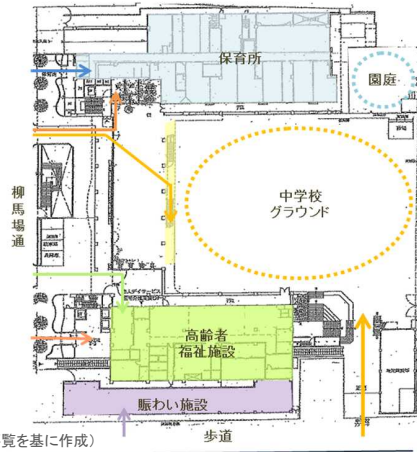 保育所
園庭
柳馬場通
中学校
グラウンド
高齢者
福祉施設
賑わい施設
歩道
覧を基に作成）